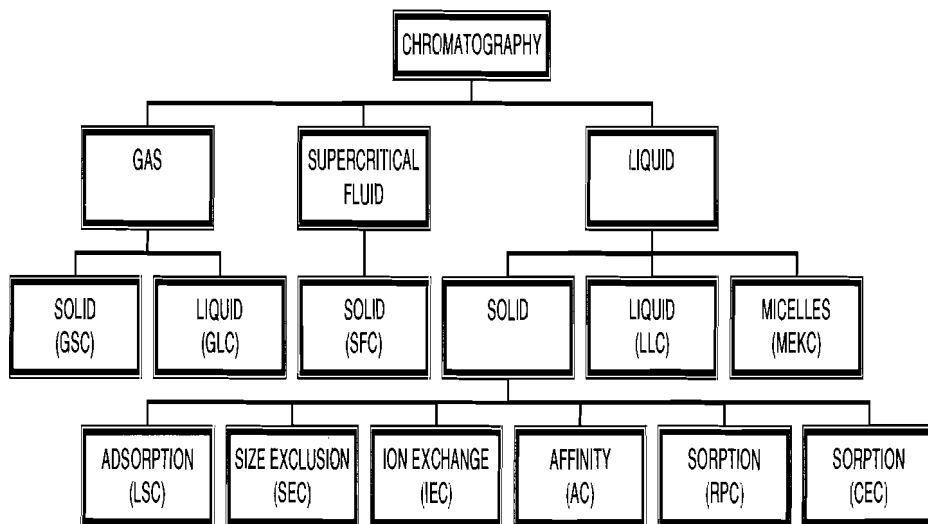 CHROMATOGRAPHY
GAS
SUPERCRITICAL
FLUID
LIQUID
SOLID
(GSC)
LIQUID
(GLC)
SOLID
(SFC)
SOLID
LIQUID
(LLC)
MICELLES
(MEKC)
ADSORPTION
(LSC)
SIZE EXCLUSION
(SEC)
ION EXCHANGE
(IEC)
AFFINITY
(AC)
SORPTION
(RPC)
SORPTION
(CEC)